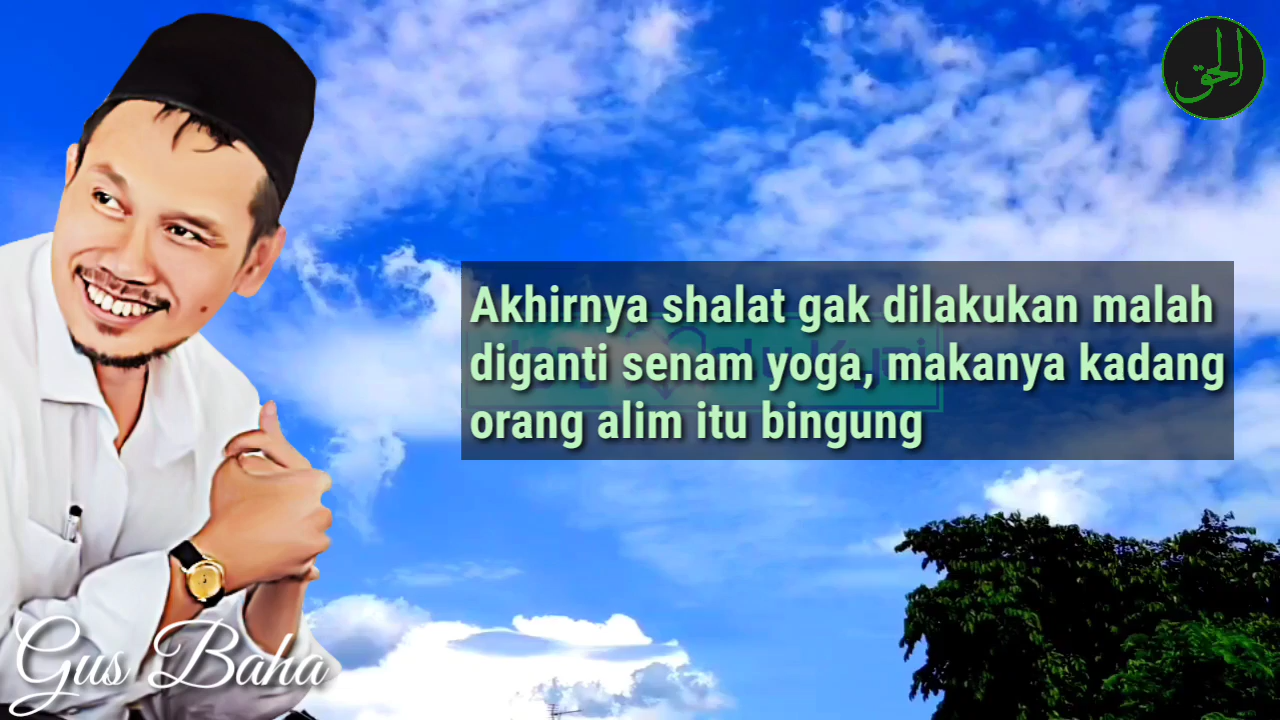 الحق
Akhirnya shalat gak dilakukan malah
diganti senam yoga, makanya kadang
orang alim itu bingung
Gus Baha